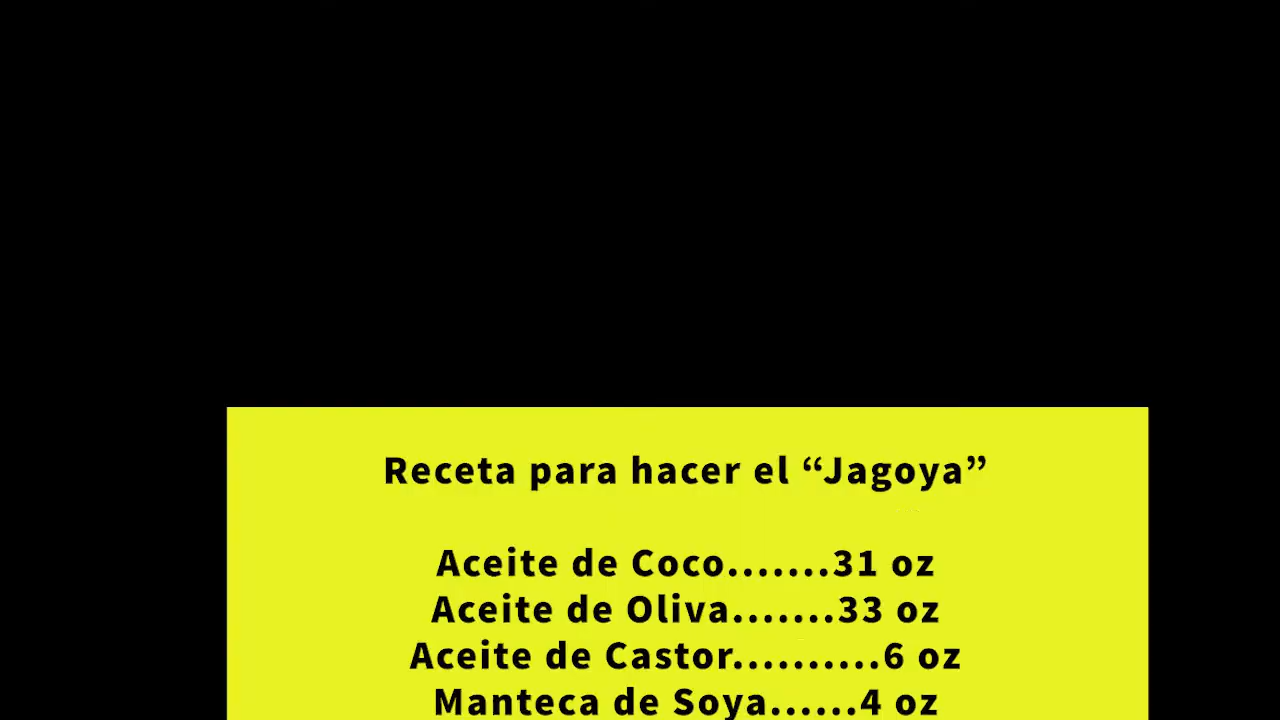 Receta para hacer el “Jagoya”
Aceite de Coco.......31 oz
Aceite de Oliva.......33 oz
Aceite de Castor..........6 oz
Manteca de Soya......4 oz